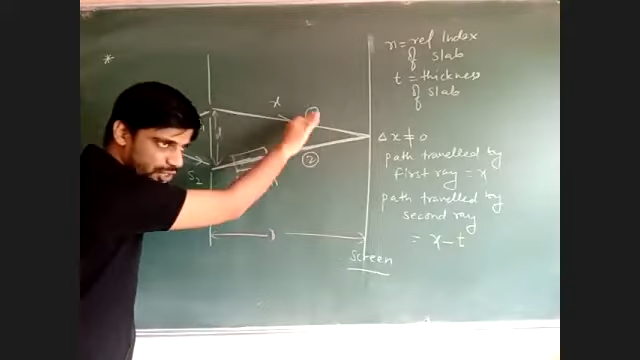 *
n = ref Index
of slab
t = thickness
of slab
x
d
S2
2
D
Screen
Δx ≠ 0
path travelled by
first ray = x
path travelled by
second ray
= x - t